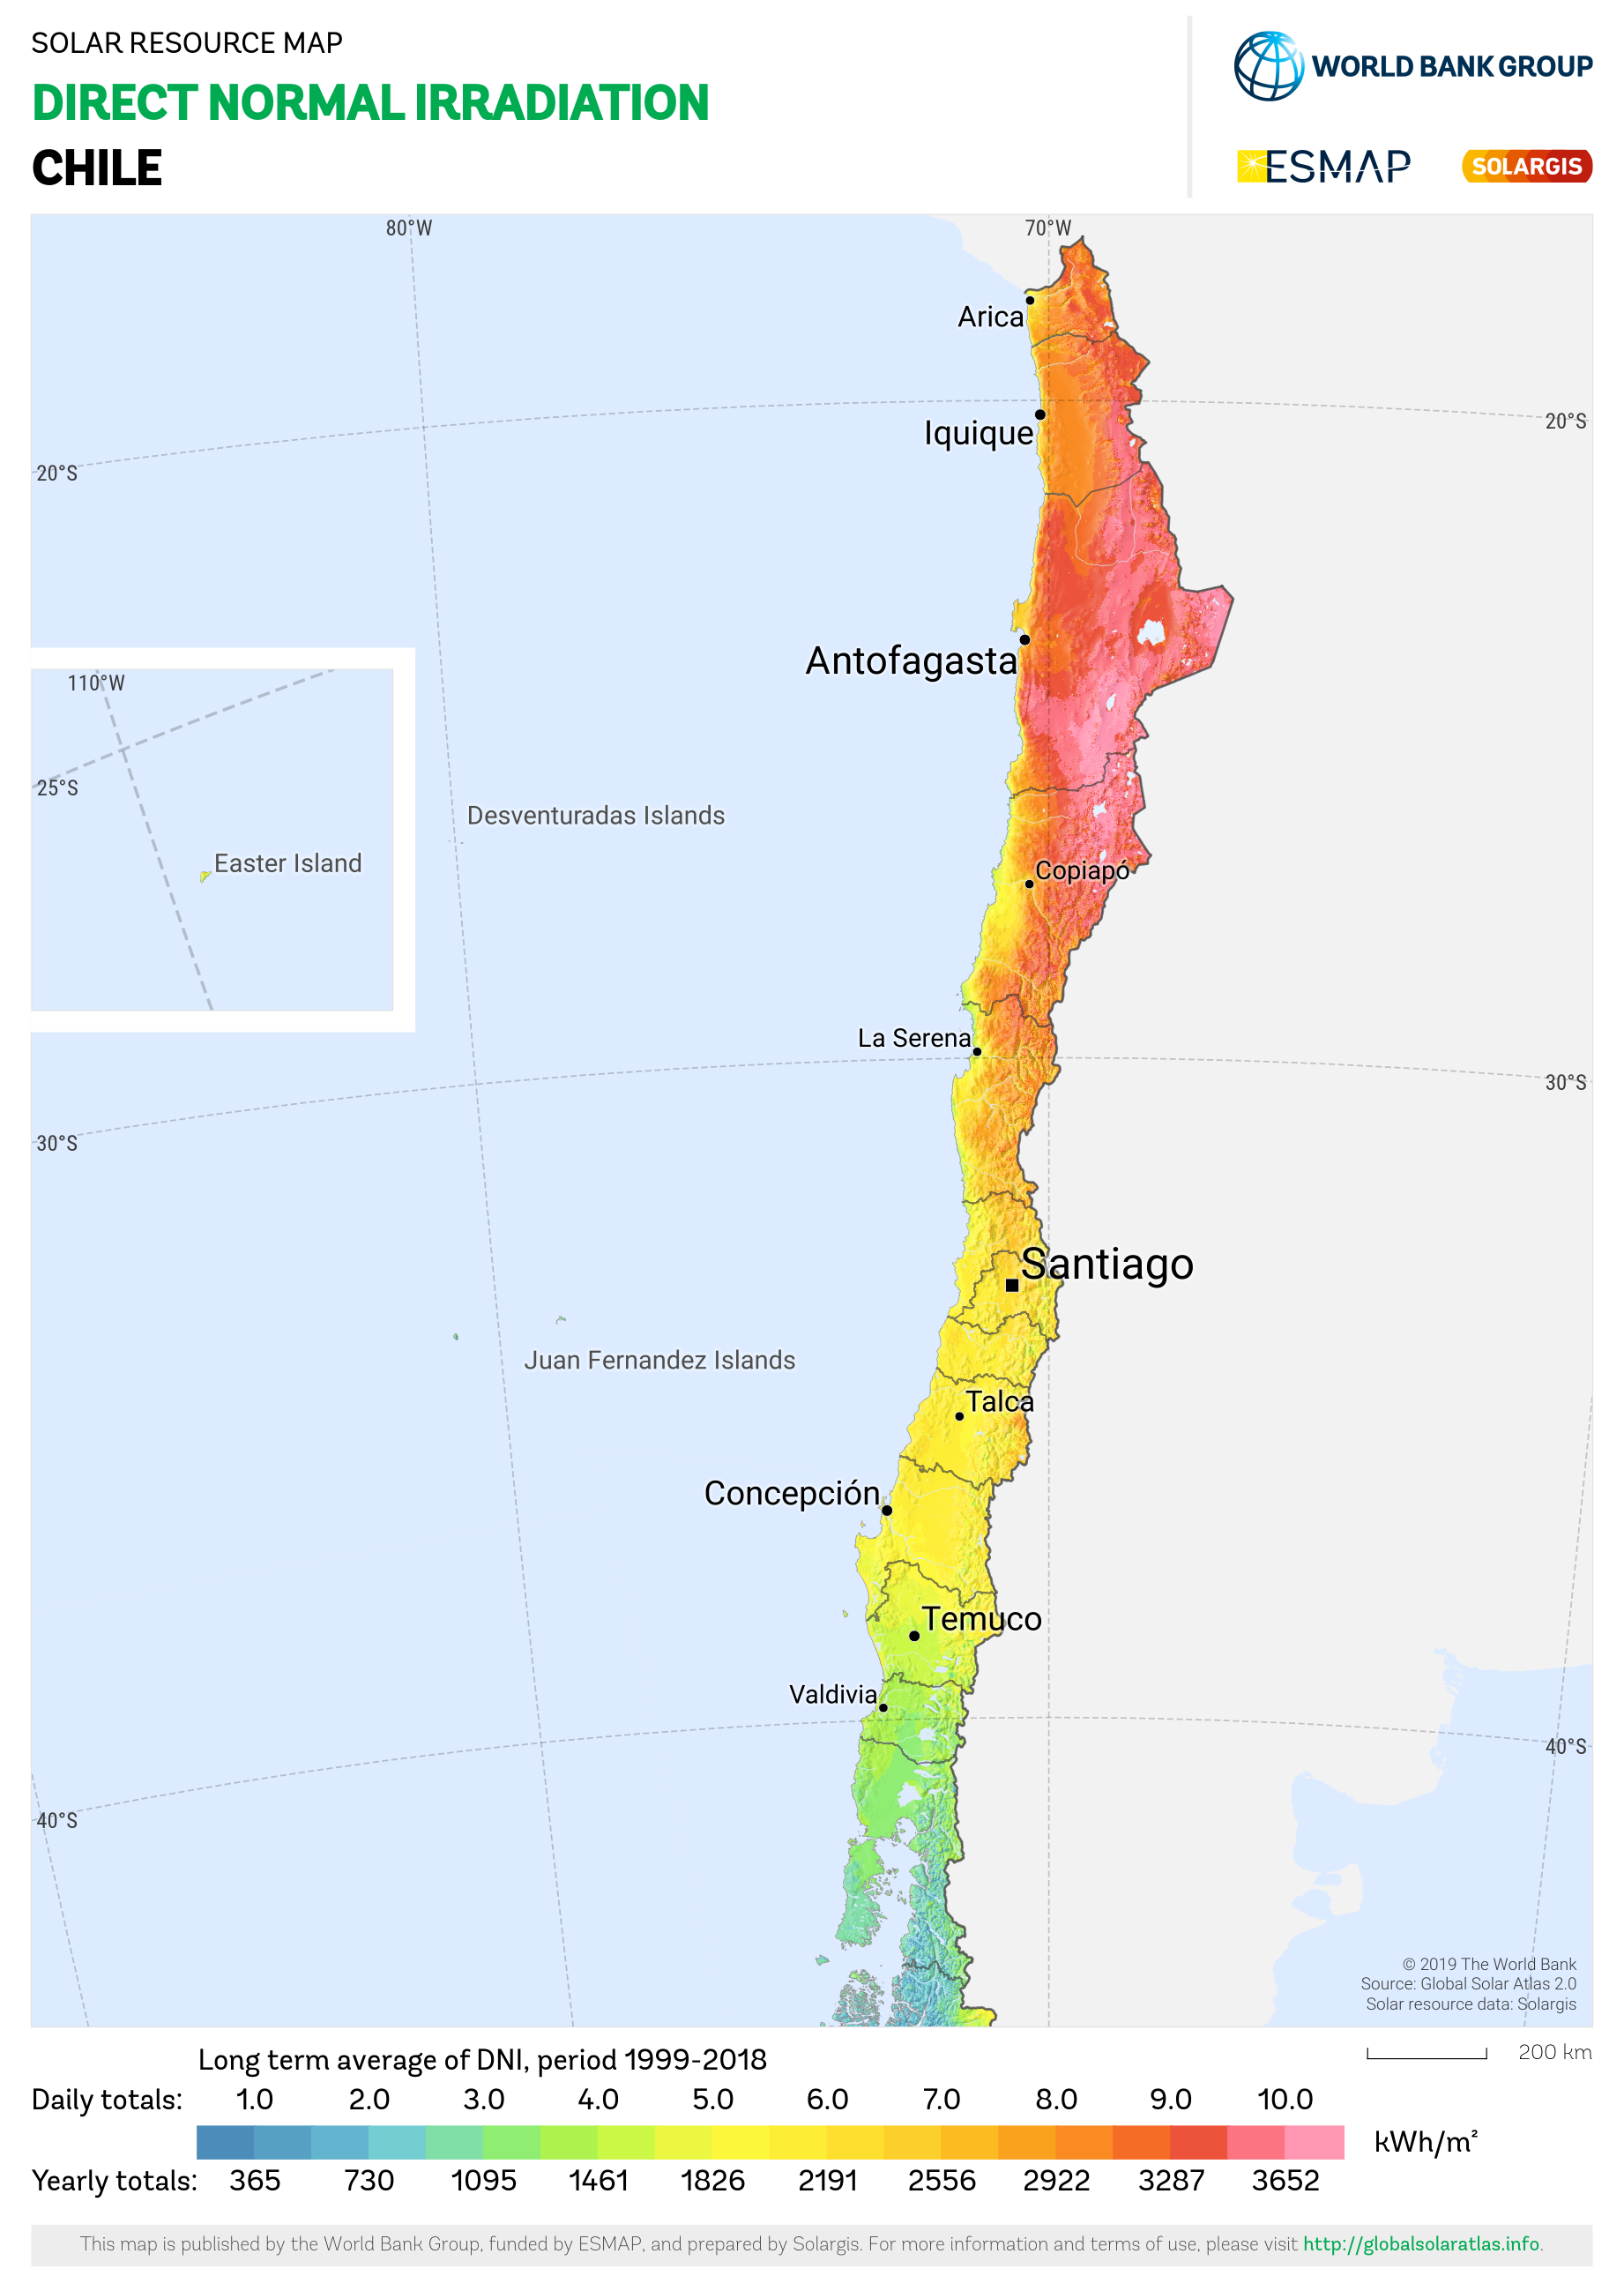 SOLAR RESOURCE MAP
DIRECT NORMAL IRRADIATION
CHILE
WORLD BANK GROUP
ESMAP
SOLARGIS
80°W
70°W
Arica
20°S
Iquique
20°S
Antofagasta
110°W
25°S
Desventuradas Islands
Easter Island
Copiapó
La Serena
30°S
30°S
Santiago
Juan Fernandez Islands
Talca
Concepción
Temuco
Valdivia
40°S
40°S
© 2019 The World Bank
Source: Global Solar Atlas 2.0
Solar resource data: Solargis
Long term average of DNI, period 1999-2018
200 km
Daily totals: 1.0 2.0 3.0 4.0 5.0 6.0 7.0 8.0 9.0 10.0
kWh/m²
Yearly totals: 365 730 1095 1461 1826 2191 2556 2922 3287 3652
This map is published by the World Bank Group, funded by ESMAP, and prepared by Solargis. For more information and terms of use, please visit http://globalsolaratlas.info.